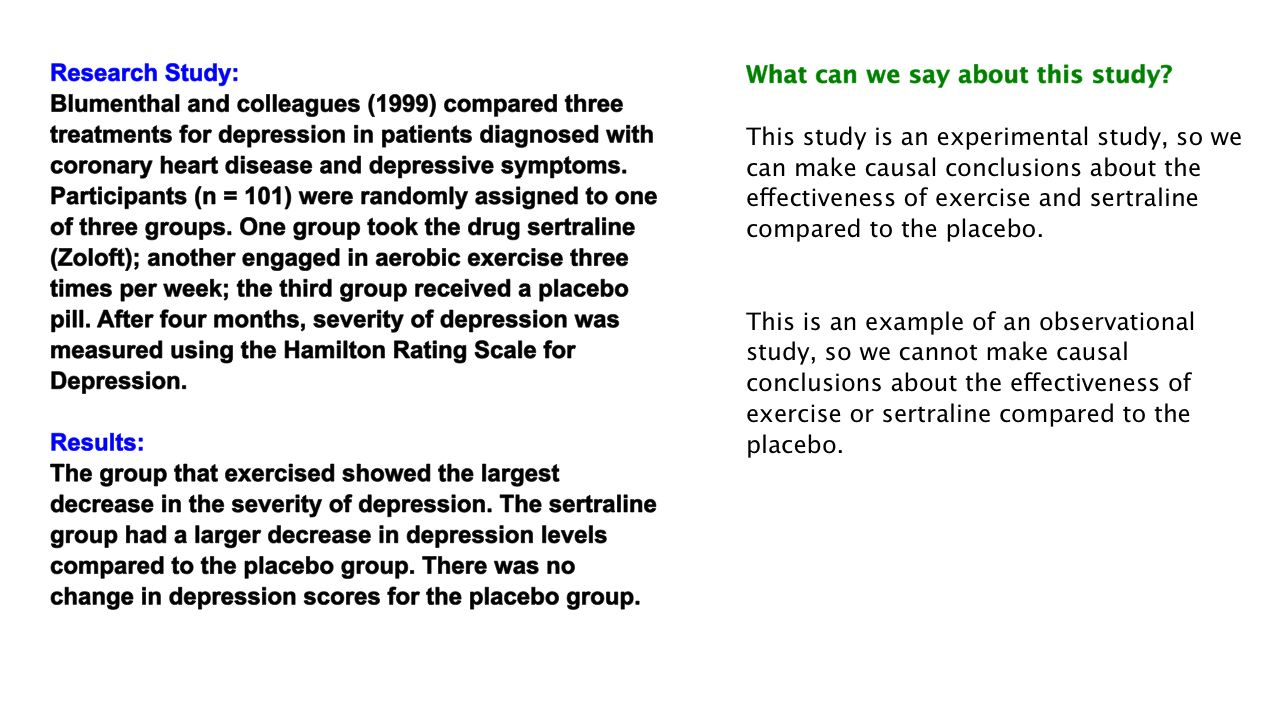 Research Study:
Blumenthal and colleagues (1999) compared three
treatments for depression in patients diagnosed with
coronary heart disease and depressive symptoms.
Participants (n = 101) were randomly assigned to one
of three groups. One group took the drug sertraline
(Zoloft); another engaged in aerobic exercise three
times per week; the third group received a placebo
pill. After four months, severity of depression was
measured using the Hamilton Rating Scale for
Depression.
Results:
The group that exercised showed the largest
decrease in the severity of depression. The sertraline
group had a larger decrease in depression levels
compared to the placebo group. There was no
change in depression scores for the placebo group.
What can we say about this study?
This study is an experimental study, so we
can make causal conclusions about the
effectiveness of exercise and sertraline
compared to the placebo.
This is an example of an observational
study, so we cannot make causal
conclusions about the effectiveness of
exercise or sertraline compared to the
placebo.